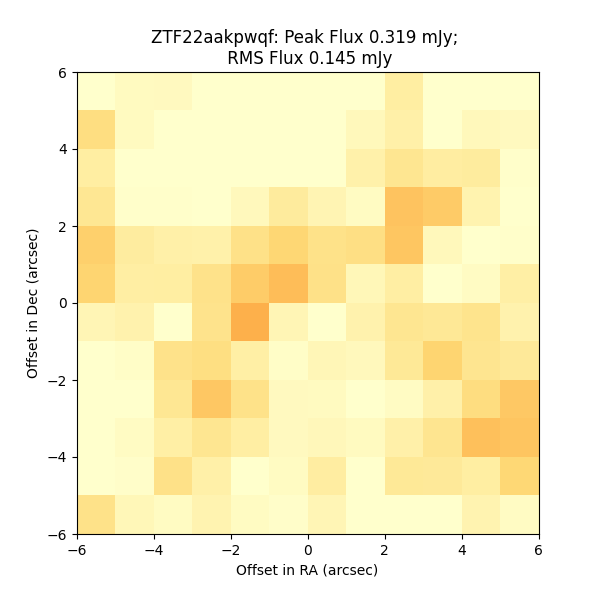 ZTF22aakpwqf: Peak Flux 0.319 mJy;
RMS Flux 0.145 mJy
6
4
2
0
−2
−4
−6
Offset in Dec (arcsec)
−6 −4 −2 0 2 4 6
Offset in RA (arcsec)